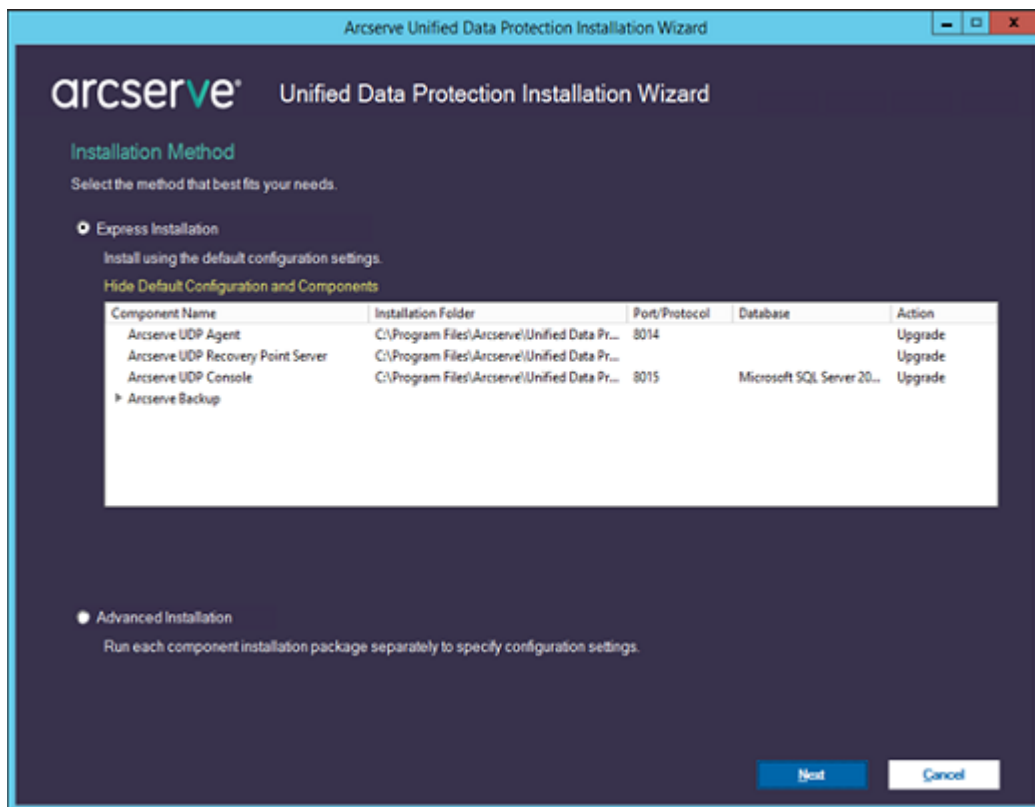 Arcserve Unified Data Protection Installation Wizard
arcserve® Unified Data Protection Installation Wizard
Installation Method
Select the method that best fits your needs.
Express Installation
Install using the default configuration settings.
Hide Default Configuration and Components
Component Name Installation Folder Port/Protocol Database Action
Arcserve UDP Agent C:\Program Files\Arcserve\Unified Data Pr... 8014 Upgrade
Arcserve UDP Recovery Point Server C:\Program Files\Arcserve\Unified Data Pr... Upgrade
Arcserve UDP Console C:\Program Files\Arcserve\Unified Data Pr... 8015 Microsoft SQL Server 20... Upgrade
Arcserve Backup
Advanced Installation
Run each component installation package separately to specify configuration settings.
Next Cancel